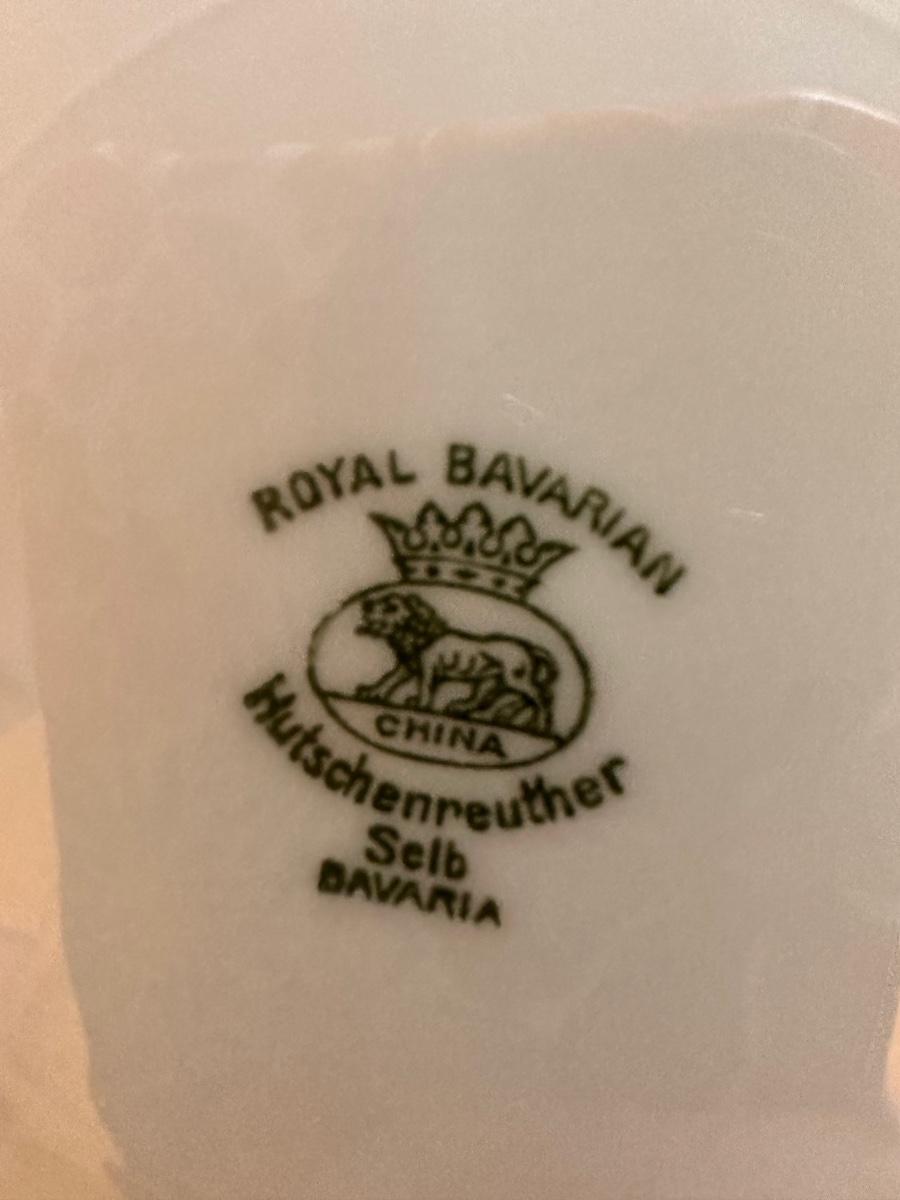 ROYAL BAVARIAN
CHINA
Hutschenreuther
Selb
BAVARIA